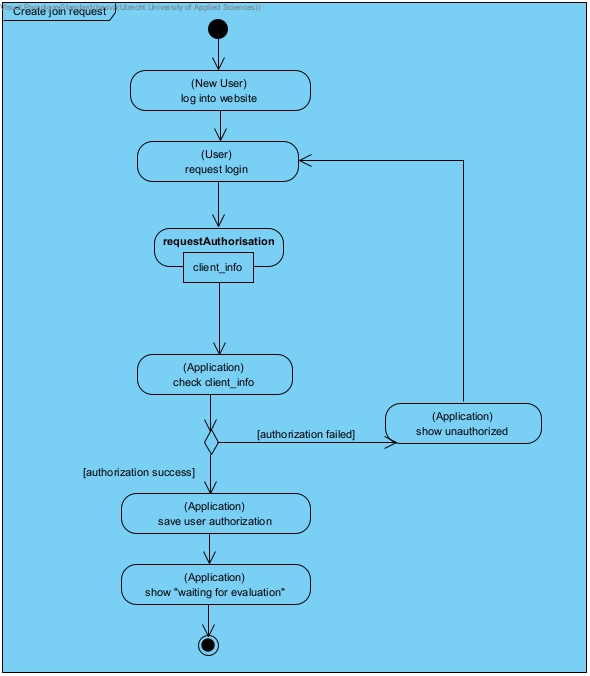 Create join request
(Utrecht University of Applied Sciences))
(New User)
log into website
(User)
request login
requestAuthorisation
client_info
(Application)
check client_info
[authorization failed]
(Application)
show unauthorized
[authorization success]
(Application)
save user authorization
(Application)
show "waiting for evaluation"